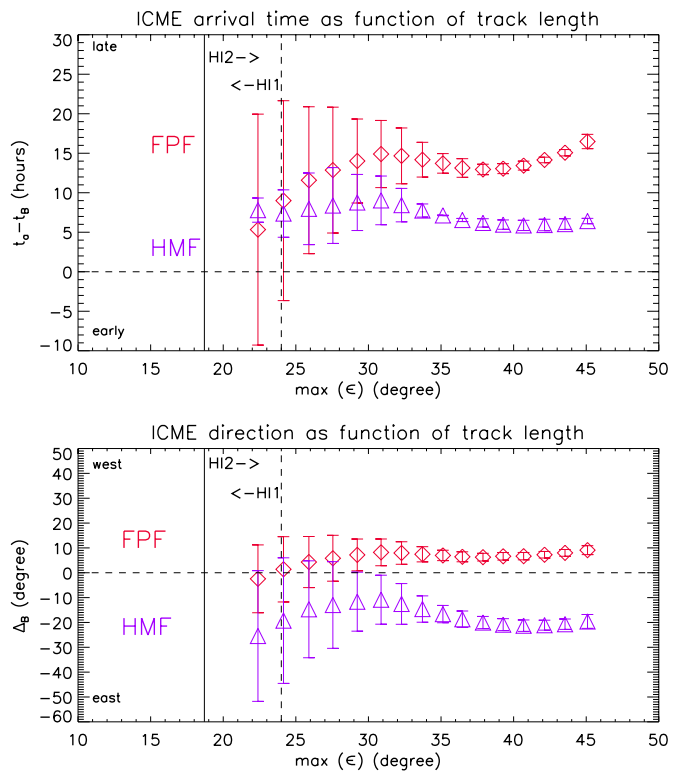 ICME arrival time as function of track length
30
late
HI2->
25
<-HI1
20
FPF
15
10
5
HMF
0
-5
early
-10
t_a-t_B (hours)
10 15 20 25 30 35 40 45 50
max (ϵ) (degree)
ICME direction as function of track length
50
west
HI2->
40
<-HI1
30
20
FPF
10
0
-10
-20
HMF
-30
-40
-50
east
-60
Δ_B (degree)
10 15 20 25 30 35 40 45 50
max (ϵ) (degree)